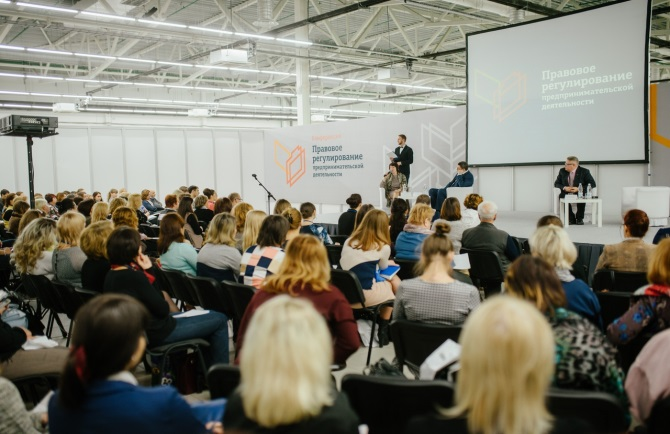 Правовое
регулирование
предпринимательской
деятельности
Правовое
регулирование
предпринимательской
деятельности